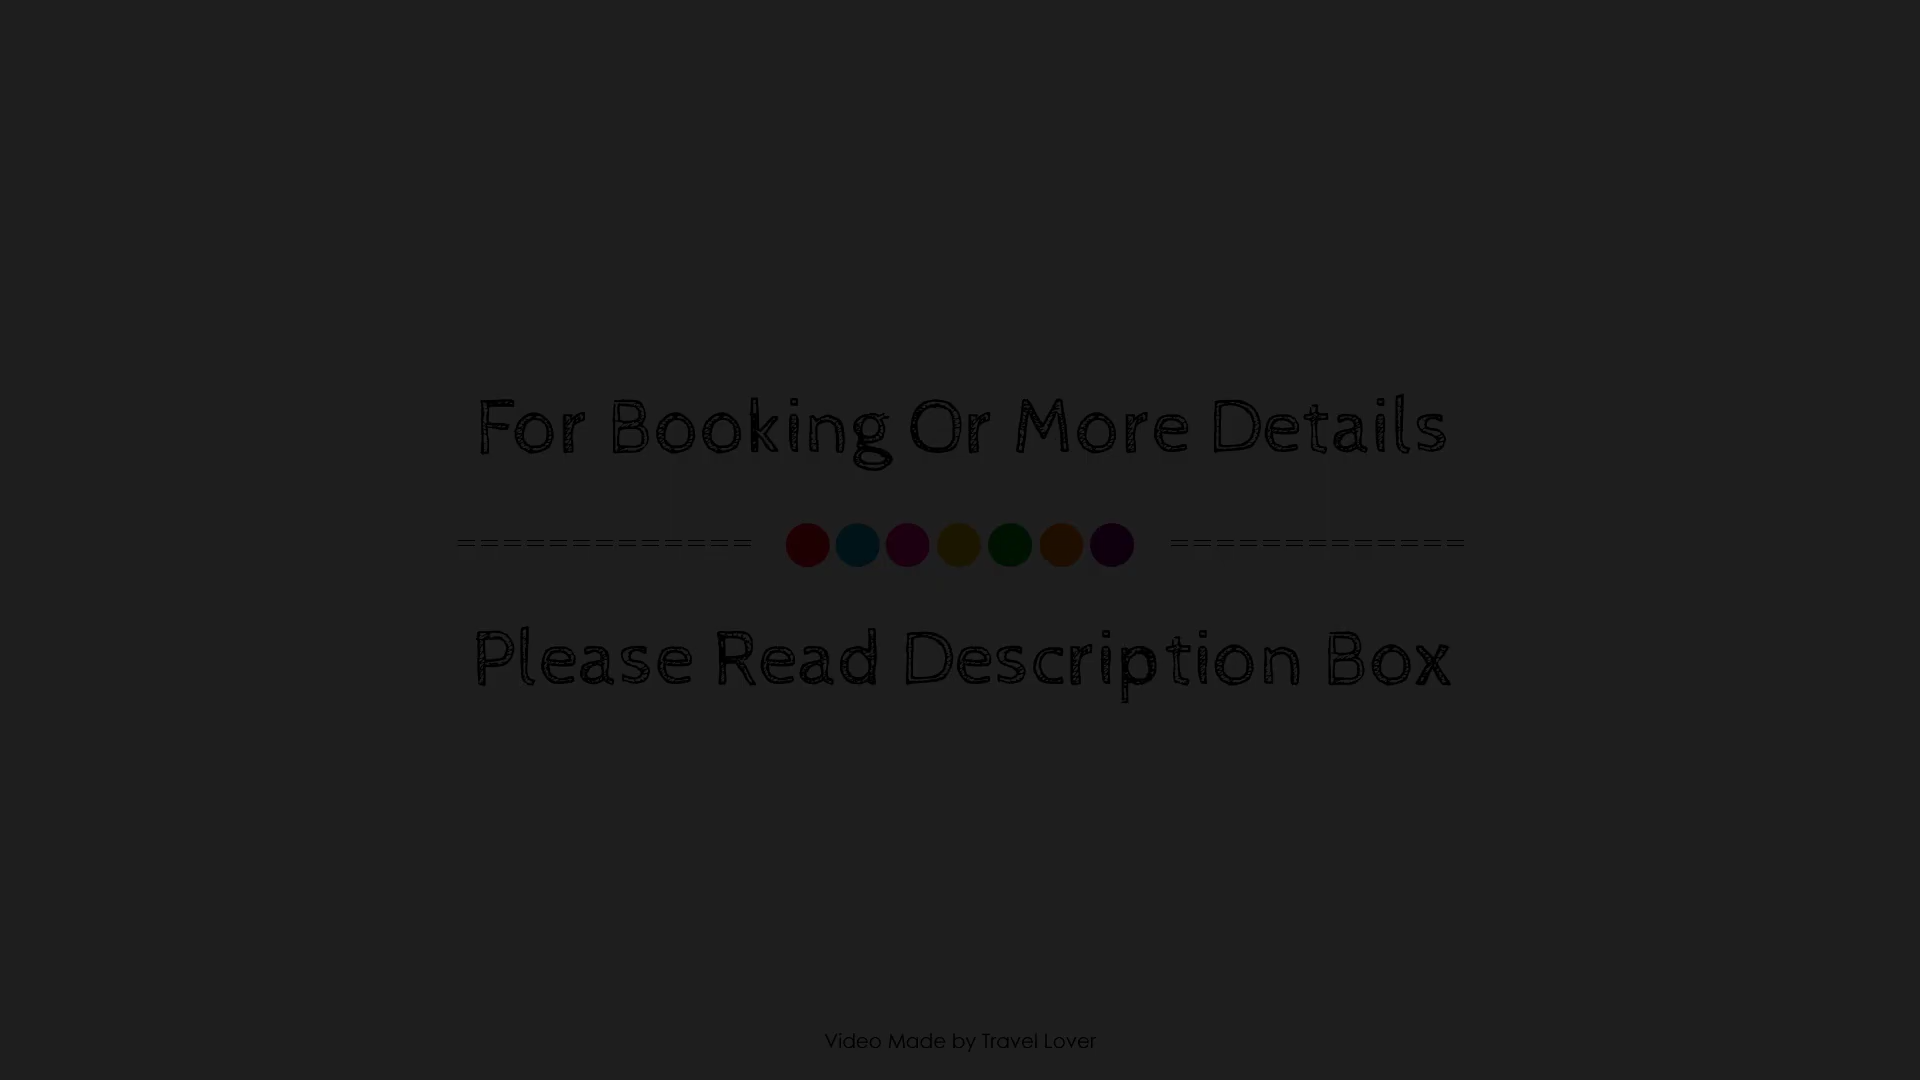 For Booking Or More Details
============= =============
Please Read Description Box
Video Made by Travel Lover